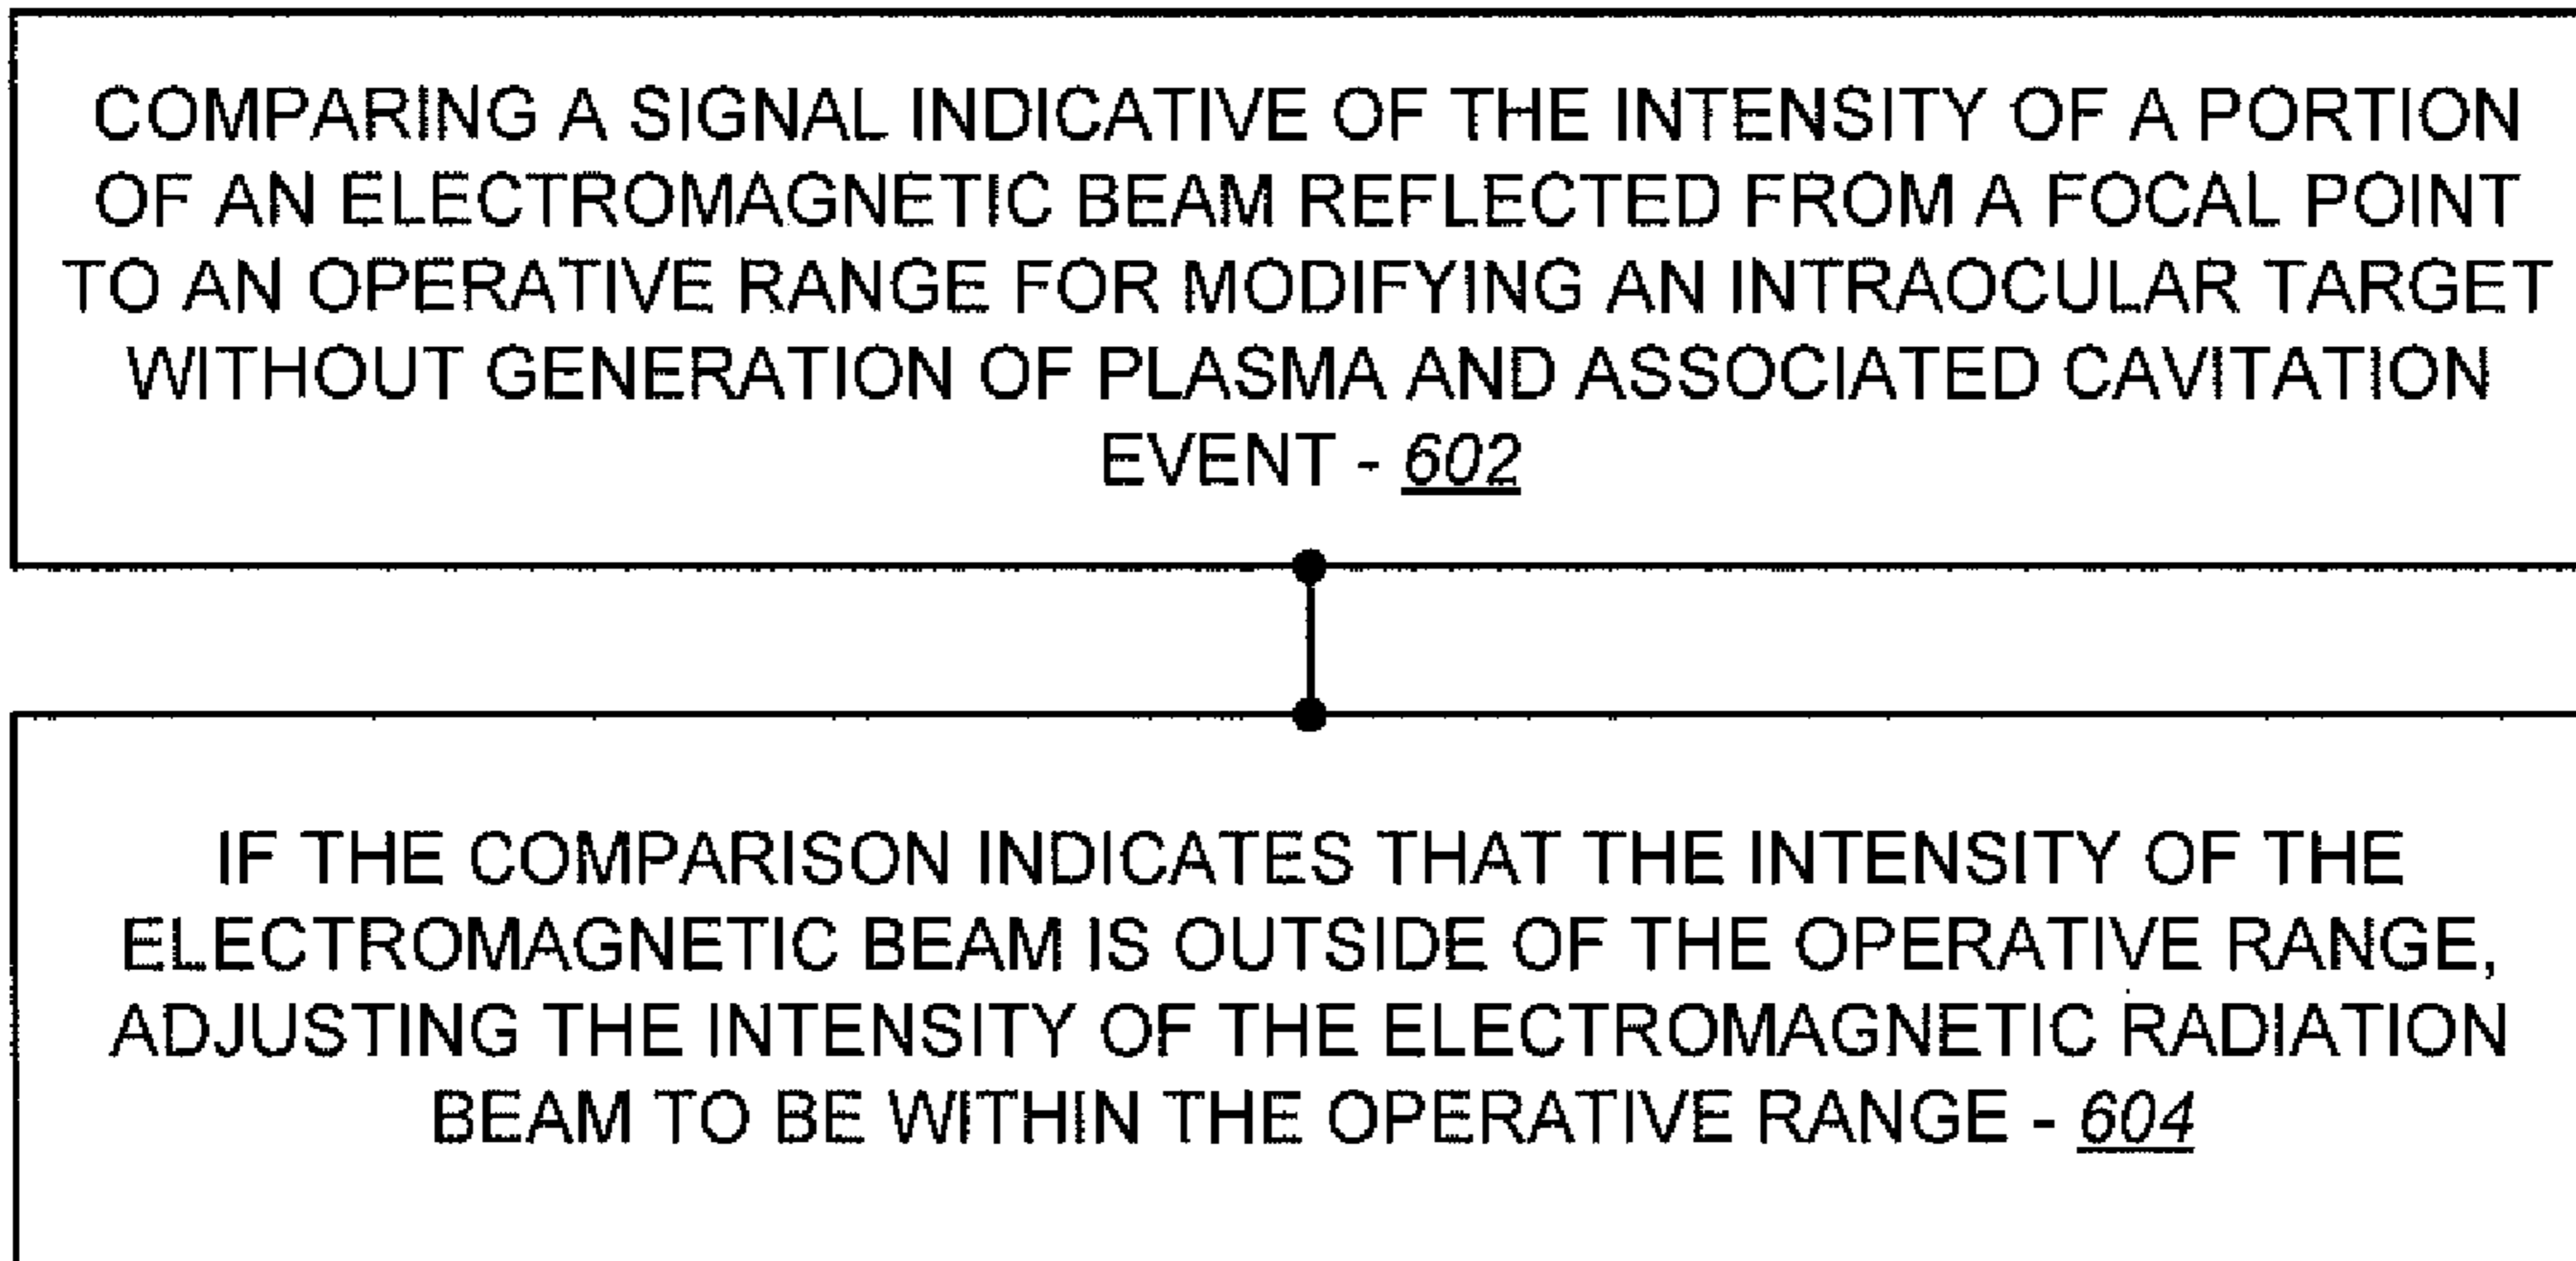 COMPARING A SIGNAL INDICATIVE OF THE INTENSITY OF A PORTION
OF AN ELECTROMAGNETIC BEAM REFLECTED FROM A FOCAL POINT
TO AN OPERATIVE RANGE FOR MODIFYING AN INTRAOCULAR TARGET
WITHOUT GENERATION OF PLASMA AND ASSOCIATED CAVITATION
EVENT - 602
IF THE COMPARISON INDICATES THAT THE INTENSITY OF THE
ELECTROMAGNETIC BEAM IS OUTSIDE OF THE OPERATIVE RANGE,
ADJUSTING THE INTENSITY OF THE ELECTROMAGNETIC RADIATION
BEAM TO BE WITHIN THE OPERATIVE RANGE - 604